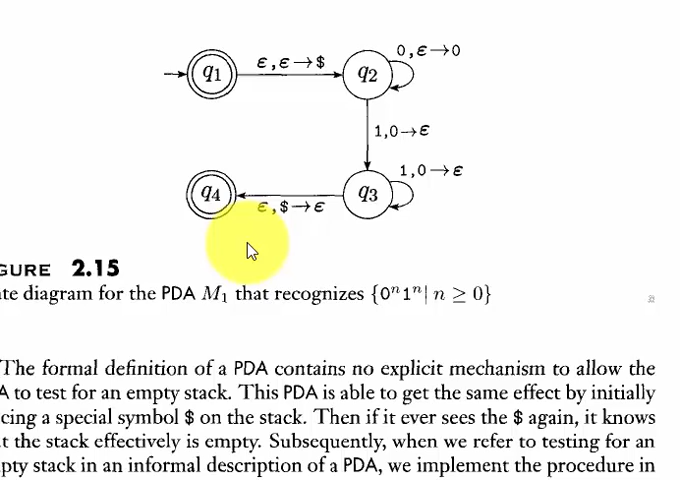 q1 ε,ε→$ q2 0,ε→0
1,0→ε
1,0→ε
q4 ε,$→ε q3
GURE 2.15
te diagram for the PDA M₁ that recognizes {0ⁿ1ⁿ| n ≥ 0}
The formal definition of a PDA contains no explicit mechanism to allow the
A to test for an empty stack. This PDA is able to get the same effect by initially
cing a special symbol $ on the stack. Then if it ever sees the $ again, it knows
t the stack effectively is empty. Subsequently, when we refer to testing for an
pty stack in an informal description of a PDA, we implement the procedure in